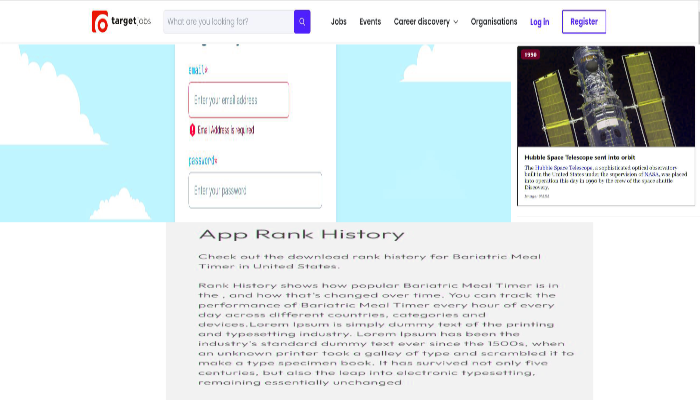 targetjobs
What are you looking for?
Jobs
Events
Career discovery
Organisations
Log in
Register
email*
Enter your email address
Email Address is required
password*
Enter your password
1990
Hubble Space Telescope sent into orbit
The Hubble Space Telescope, a sophisticated optical observatory
built in the United States under the supervision of NASA, was placed
into operation this day in 1990 by the crew of the space shuttle
Discovery.
App Rank History
Check out the download rank history for Bariatric Meal
Timer in United States.
Rank History shows how popular Bariatric Meal Timer is in
the , and how that's changed over time. You can track the
performance of Bariatric Meal Timer every hour of every
day across different countries, categories and
devices.Lorem Ipsum is simply dummy text of the printing
and typesetting industry. Lorem Ipsum has been the
industry's standard dummy text ever since the 1500s, when
an unknown printer took a galley of type and scrambled it to
make a type specimen book. It has survived not only five
centuries, but also the leap into electronic typesetting,
remaining essentially unchanged